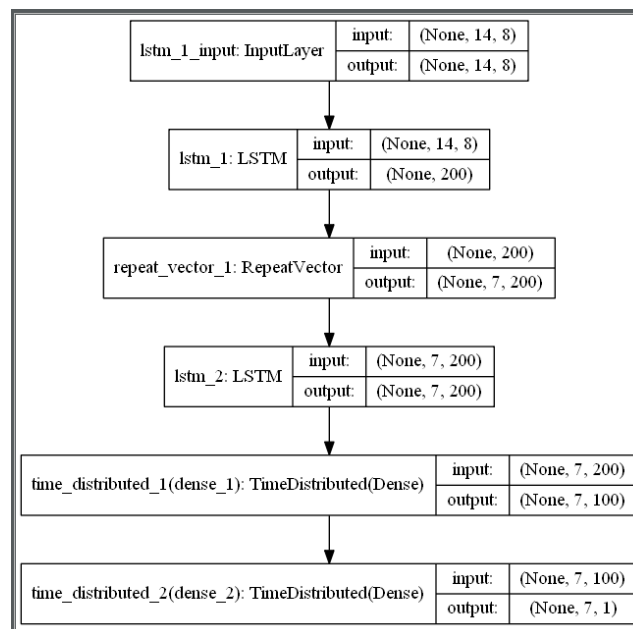 lstm_1_input: InputLayer
input: (None, 14, 8)
output: (None, 14, 8)
lstm_1: LSTM
input: (None, 14, 8)
output: (None, 200)
repeat_vector_1: RepeatVector
input: (None, 200)
output: (None, 7, 200)
lstm_2: LSTM
input: (None, 7, 200)
output: (None, 7, 200)
time_distributed_1(dense_1): TimeDistributed(Dense)
input: (None, 7, 200)
output: (None, 7, 100)
time_distributed_2(dense_2): TimeDistributed(Dense)
input: (None, 7, 100)
output: (None, 7, 1)